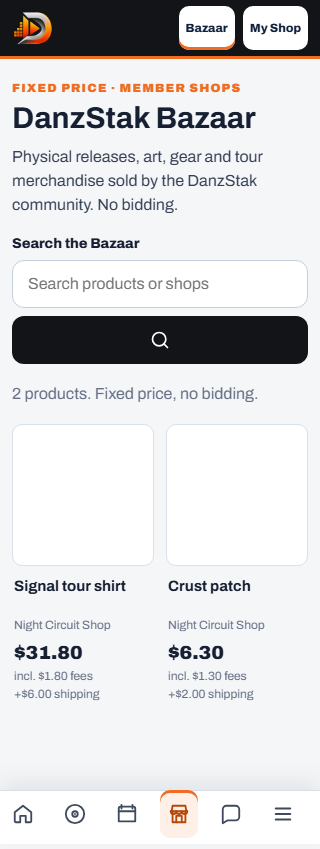 Bazaar
My Shop
FIXED PRICE · MEMBER SHOPS
DanzStak Bazaar
Physical releases, art, gear and tour
merchandise sold by the DanzStak
community. No bidding.
Search the Bazaar
Search products or shops
2 products. Fixed price, no bidding.
Signal tour shirt
Night Circuit Shop
$31.80
incl. $1.80 fees
+$6.00 shipping
Crust patch
Night Circuit Shop
$6.30
incl. $1.30 fees
+$2.00 shipping